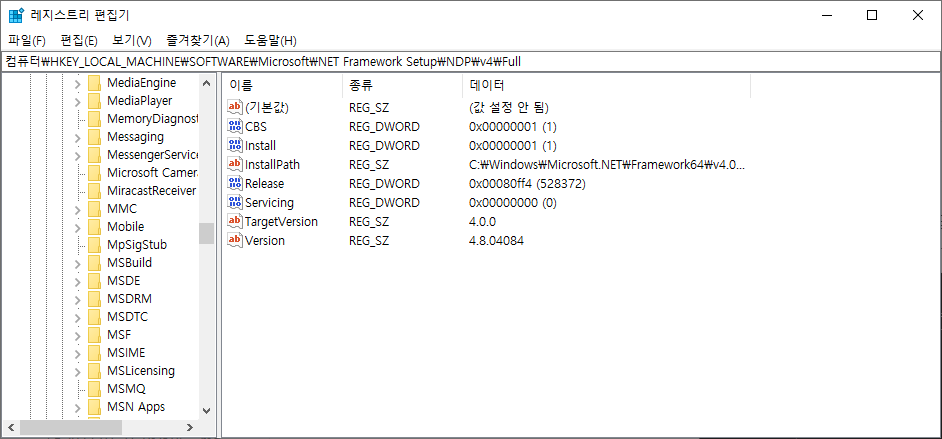 레지스트리 편집기
파일(F) 편집(E) 보기(V) 즐겨찾기(A) 도움말(H)
컴퓨터₩HKEY_LOCAL_MACHINE₩SOFTWARE₩Microsoft₩NET Framework Setup₩NDP₩v4₩Full
MediaEngine
MediaPlayer
MemoryDiagnost
Messaging
MessengerService
Microsoft Camera
MiracastReceiver
MMC
Mobile
MpSigStub
MSBuild
MSDE
MSDRM
MSDTC
MSF
MSIME
MSLicensing
MSMQ
MSN Apps
이름 종류 데이터
(기본값) REG_SZ (값 설정 안 됨)
CBS REG_DWORD 0x00000001 (1)
Install REG_DWORD 0x00000001 (1)
InstallPath REG_SZ C:₩Windows₩Microsoft.NET₩Framework64₩v4.0...
Release REG_DWORD 0x00080ff4 (528372)
Servicing REG_DWORD 0x00000000 (0)
TargetVersion REG_SZ 4.0.0
Version REG_SZ 4.8.04084